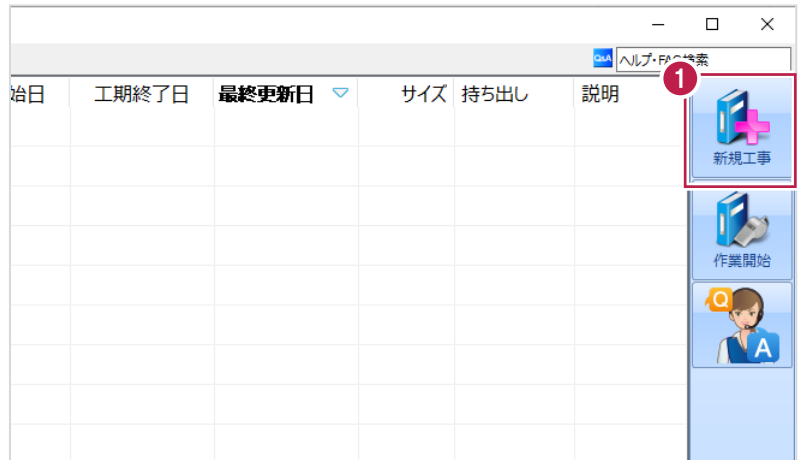 Q&A ヘルプ・FAQ検索
1
始日 工期終了日 最終更新日 サイズ 持ち出し 説明
新規工事
作業開始
Q
A